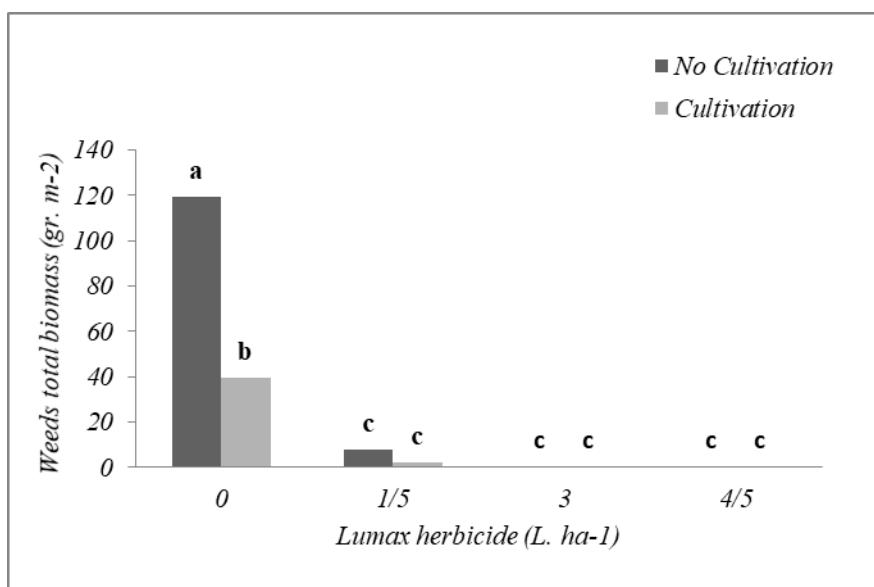 No Cultivation
Cultivation
Weeds total biomass (gr. m-2)
140
120
100
80
60
40
20
0
a
b
c
c
c
c
c
c
0
1/5
3
4/5
Lumax herbicide (L. ha-1)